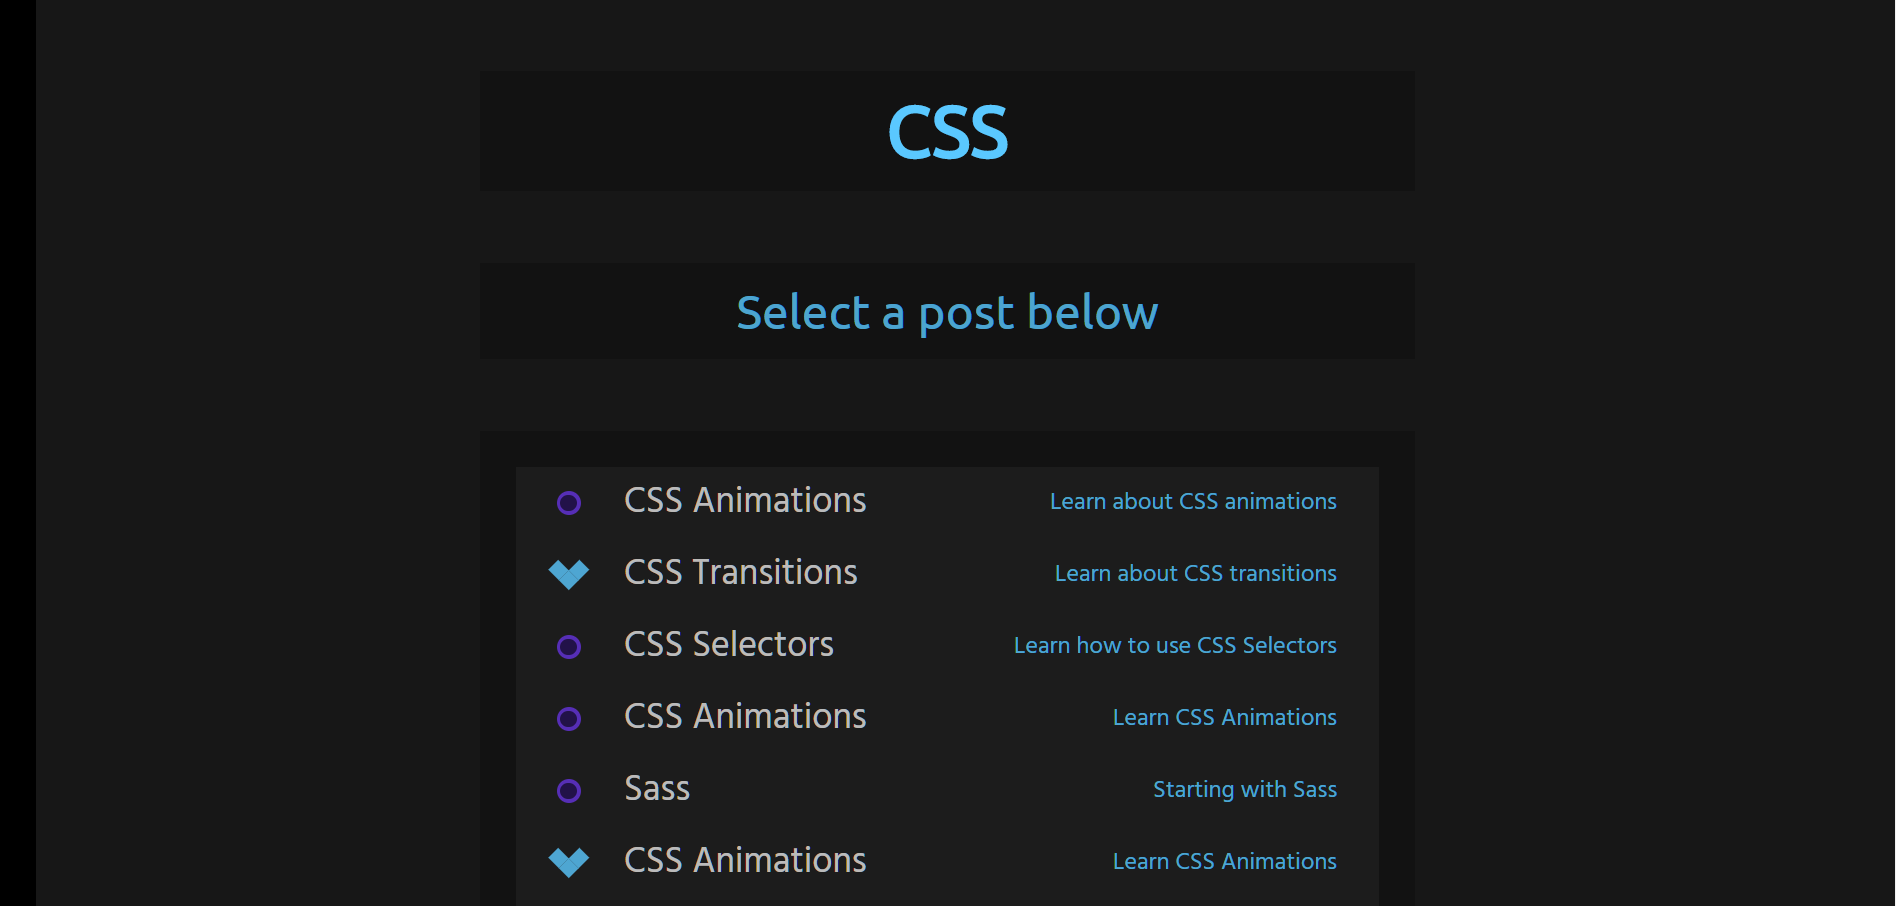 CSS
Select a post below
CSS Animations Learn about CSS animations
CSS Transitions Learn about CSS transitions
CSS Selectors Learn how to use CSS Selectors
CSS Animations Learn CSS Animations
Sass Starting with Sass
CSS Animations Learn CSS Animations